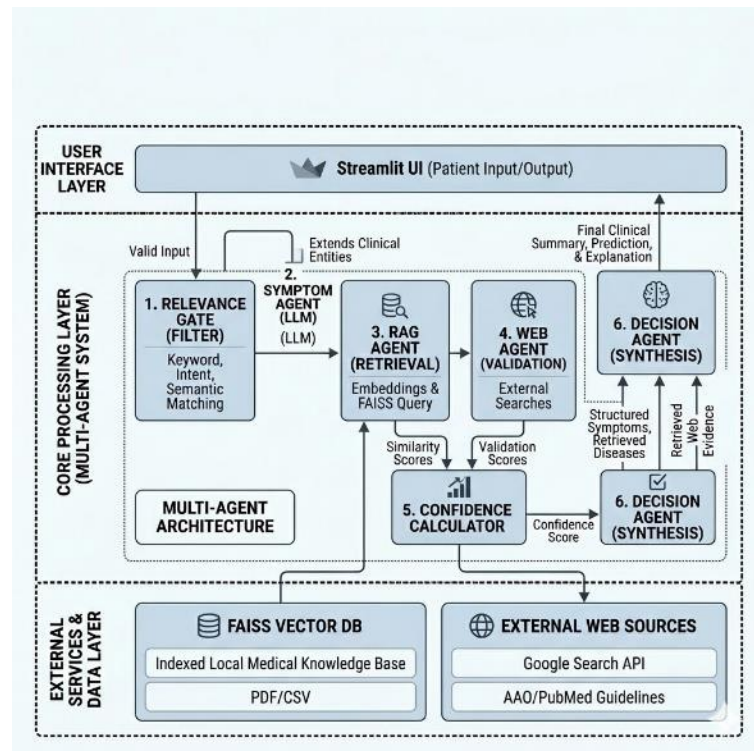 USER
INTERFACE
LAYER
Streamlit UI (Patient Input/Output)
CORE PROCESSING LAYER
(MULTI-AGENT SYSTEM)
Valid Input
Extends Clinical
Entities
Final Clinical
Summary, Prediction,
& Explanation
1. RELEVANCE
GATE
(FILTER)
Keyword,
Intent,
Semantic
Matching
2.
SYMPTOM
AGENT
(LLM)
(LLM)
3. RAG
AGENT
(RETRIEVAL)
Embeddings &
FAISS Query
4. WEB
AGENT
(VALIDATION)
External
Searches
6. DECISION
AGENT
(SYNTHESIS)
Similarity
Scores
Validation
Scores
Structured
Symptoms,
Retrieved
Diseases
Retrieved
Web
Evidence
MULTI-AGENT
ARCHITECTURE
5. CONFIDENCE
CALCULATOR
Confidence
Score
6. DECISION
AGENT
(SYNTHESIS)
EXTERNAL
SERVICES &
DATA LAYER
FAISS VECTOR DB
Indexed Local Medical Knowledge Base
PDF/CSV
EXTERNAL WEB SOURCES
Google Search API
AAO/PubMed Guidelines